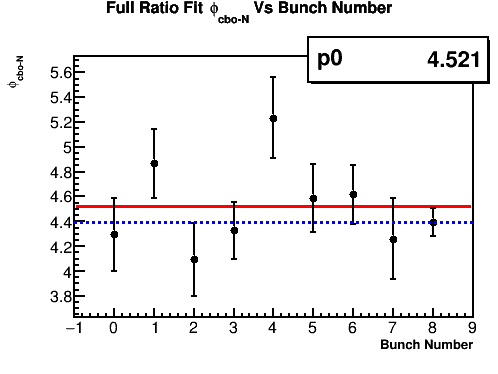 Full Ratio Fit ϕcbo-N Vs Bunch Number
p0 4.521
ϕcbo-N
5.6
5.4
5.2
5
4.8
4.6
4.4
4.2
4
3.8
−1 0 1 2 3 4 5 6 7 8 9
Bunch Number